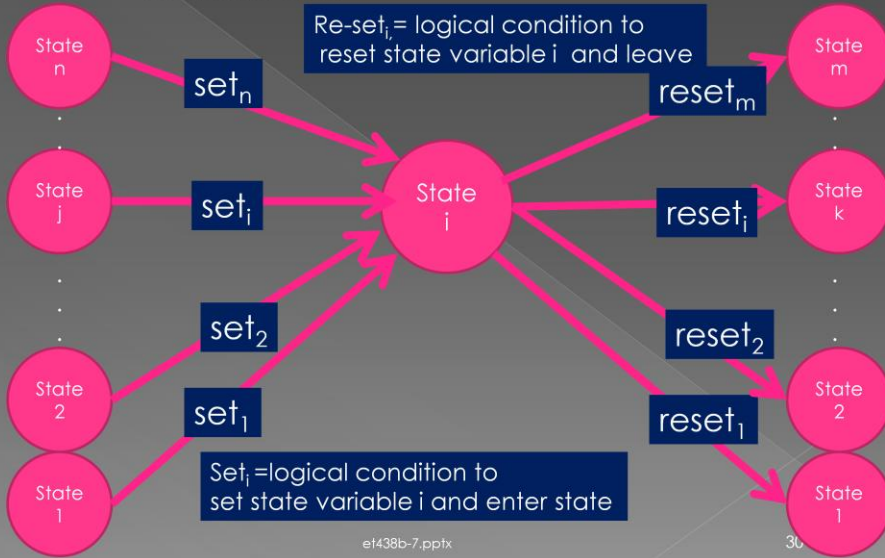 Re-set_i,= logical condition to
reset state variable i and leave
State
n
State
m
set_n
reset_m
State
j
State
i
State
k
set_i
reset_i
State
2
State
2
set_2
reset_2
set_1
reset_1
State
1
State
1
Set_i =logical condition to
set state variable i and enter state
et438b-7.pptx
30